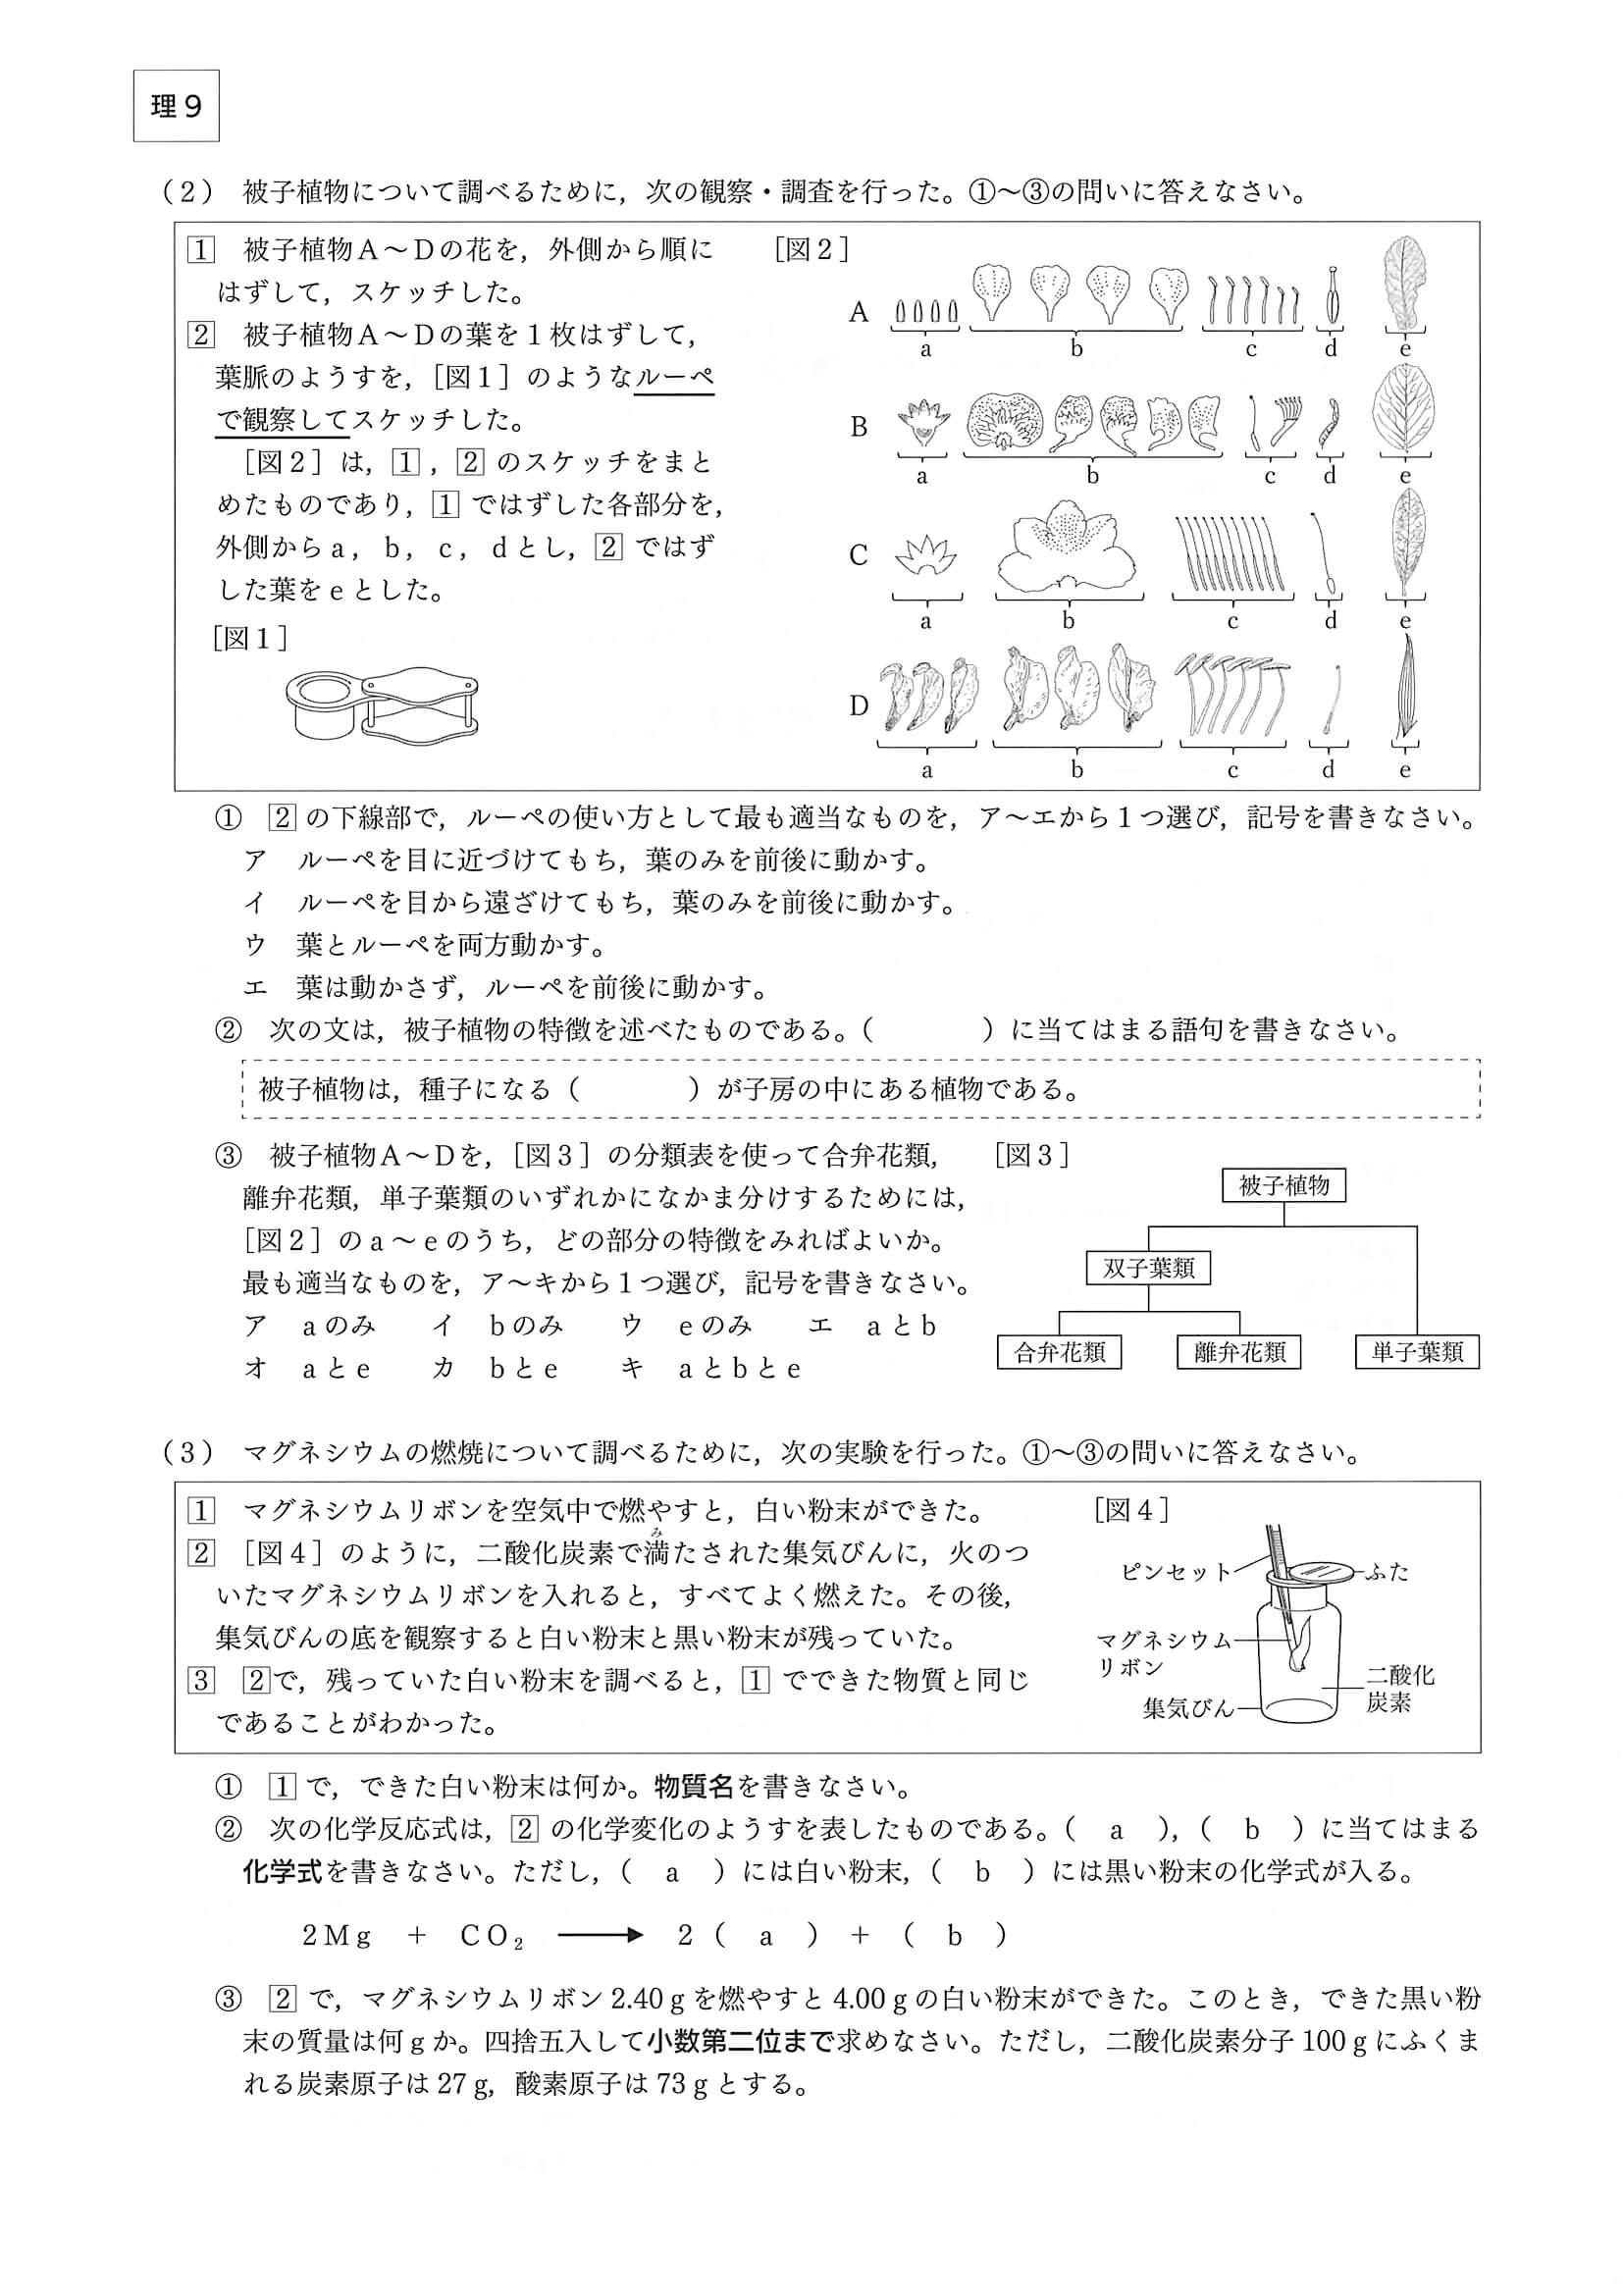 理9
（2） 被子植物について調べるために，次の観察・調査を行った。①～③の問いに答えなさい。
1 被子植物A～Dの花を，外側から順に
はずして，スケッチした。
2 被子植物A～Dの葉を1枚はずして，
葉脈のようすを，［図1］のようなルーペ
で観察してスケッチした。
［図2］は，1，2のスケッチをまと
めたものであり，1ではずした各部分を，
外側からa，b，c，dとし，2ではず
した葉をeとした。
［図1］
［図2］
A
a b c d e
B
a b c d e
C
a b c d e
D
a b c d e
① 2の下線部で，ルーペの使い方として最も適当なものを，ア～エから1つ選び，記号を書きなさい。
ア ルーペを目に近づけてもち，葉のみを前後に動かす。
イ ルーペを目から遠ざけてもち，葉のみを前後に動かす。
ウ 葉とルーペを両方動かす。
エ 葉は動かさず，ルーペを前後に動かす。
② 次の文は，被子植物の特徴を述べたものである。（　　　　）に当てはまる語句を書きなさい。
被子植物は，種子になる（　　　　）が子房の中にある植物である。
③ 被子植物A～Dを，［図3］の分類表を使って合弁花類，
離弁花類，単子葉類のいずれかになかま分けするためには，
［図2］のa～eのうち，どの部分の特徴をみればよいか。
最も適当なものを，ア～キから1つ選び，記号を書きなさい。
ア aのみ イ bのみ ウ eのみ エ aとb
オ aとe カ bとe キ aとbとe
［図3］
被子植物
双子葉類
合弁花類 離弁花類 単子葉類
（3） マグネシウムの燃焼について調べるために，次の実験を行った。①～③の問いに答えなさい。
1 マグネシウムリボンを空気中で燃やすと，白い粉末ができた。
み
2 ［図4］のように，二酸化炭素で満たされた集気びんに，火のつ
いたマグネシウムリボンを入れると，すべてよく燃えた。その後，
集気びんの底を観察すると白い粉末と黒い粉末が残っていた。
3 2で，残っていた白い粉末を調べると，1でできた物質と同じ
であることがわかった。
［図4］
ピンセット
ふた
マグネシウム
リボン
二酸化
炭素
集気びん
① 1で，できた白い粉末は何か。物質名を書きなさい。
② 次の化学反応式は，2の化学変化のようすを表したものである。（ a ），（ b ）に当てはまる
化学式を書きなさい。ただし，（ a ）には白い粉末，（ b ）には黒い粉末の化学式が入る。
2Mg ＋ CO₂ ⟶ 2（ a ）＋（ b ）
③ 2で，マグネシウムリボン2.40gを燃やすと4.00gの白い粉末ができた。このとき，できた黒い粉
末の質量は何gか。四捨五入して小数第二位まで求めなさい。ただし，二酸化炭素分子100gにふくま
れる炭素原子は27g，酸素原子は73gとする。